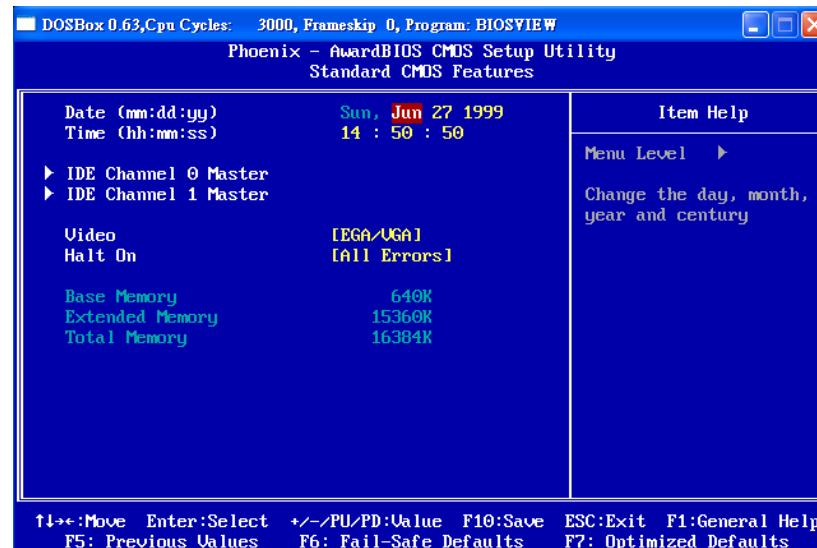 DOSBox 0.63,Cpu Cycles: 3000, Frameskip 0, Program: BIOSVIEW
Phoenix - AwardBIOS CMOS Setup Utility
Standard CMOS Features
Date (mm:dd:yy) Sun, Jun 27 1999
Time (hh:mm:ss) 14 : 50 : 50
IDE Channel 0 Master
IDE Channel 1 Master
Video [EGA/VGA]
Halt On [All Errors]
Base Memory 640K
Extended Memory 15360K
Total Memory 16384K
Item Help
Menu Level
Change the day, month,
year and century
↑↓→←:Move Enter:Select +/-/PU/PD:Value F10:Save ESC:Exit F1:General Help
F5: Previous Values F6: Fail-Safe Defaults F7: Optimized Defaults